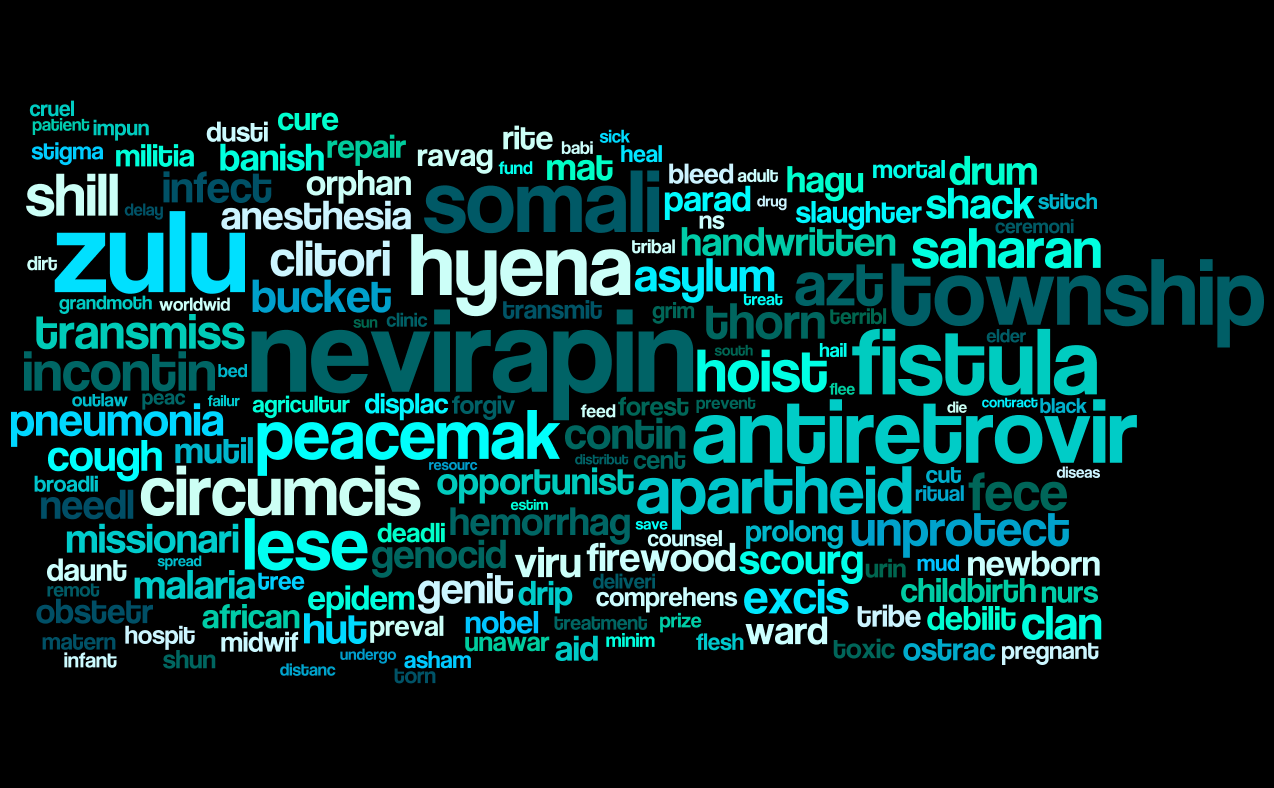 cruel
patient impun
dusti cure
rite babi sick
stigma militia banish repair ravag fund mat heal
bleed adult hagu mortal drum
shill delay infect orphan somali parad drug slaughter shack stitch
anesthesia ns ceremoni
dirt zulu clitori hyena tribal handwritten saharan
grandmoth worldwid bucket asylum treat azt township
transmiss sun clinic transmit grim thorn terribl elder
incontin bed nevirapin south hoist hail flee fistula
outlaw peac failur agricultur displac forgiv feed forest prevent die contract black
pneumonia mutil peacemak contin antiretrovir
cough resourc distribut cent diseas
broadli needl circumcis opportunist estim apartheid cut ritual fece
missionari lese deadli hemorrhag save counsel prolong unprotect
daunt spread genocid viru firewood scourg urin mud newborn
remot malaria tree epidem genit drip deliveri comprehens excis childbirth nurs
obstetr african hut preval nobel treatment prize ward tribe debilit clan
matern hospit midwif unawar aid minim flesh toxic ostrac pregnant
infant shun distanc undergo asham torn